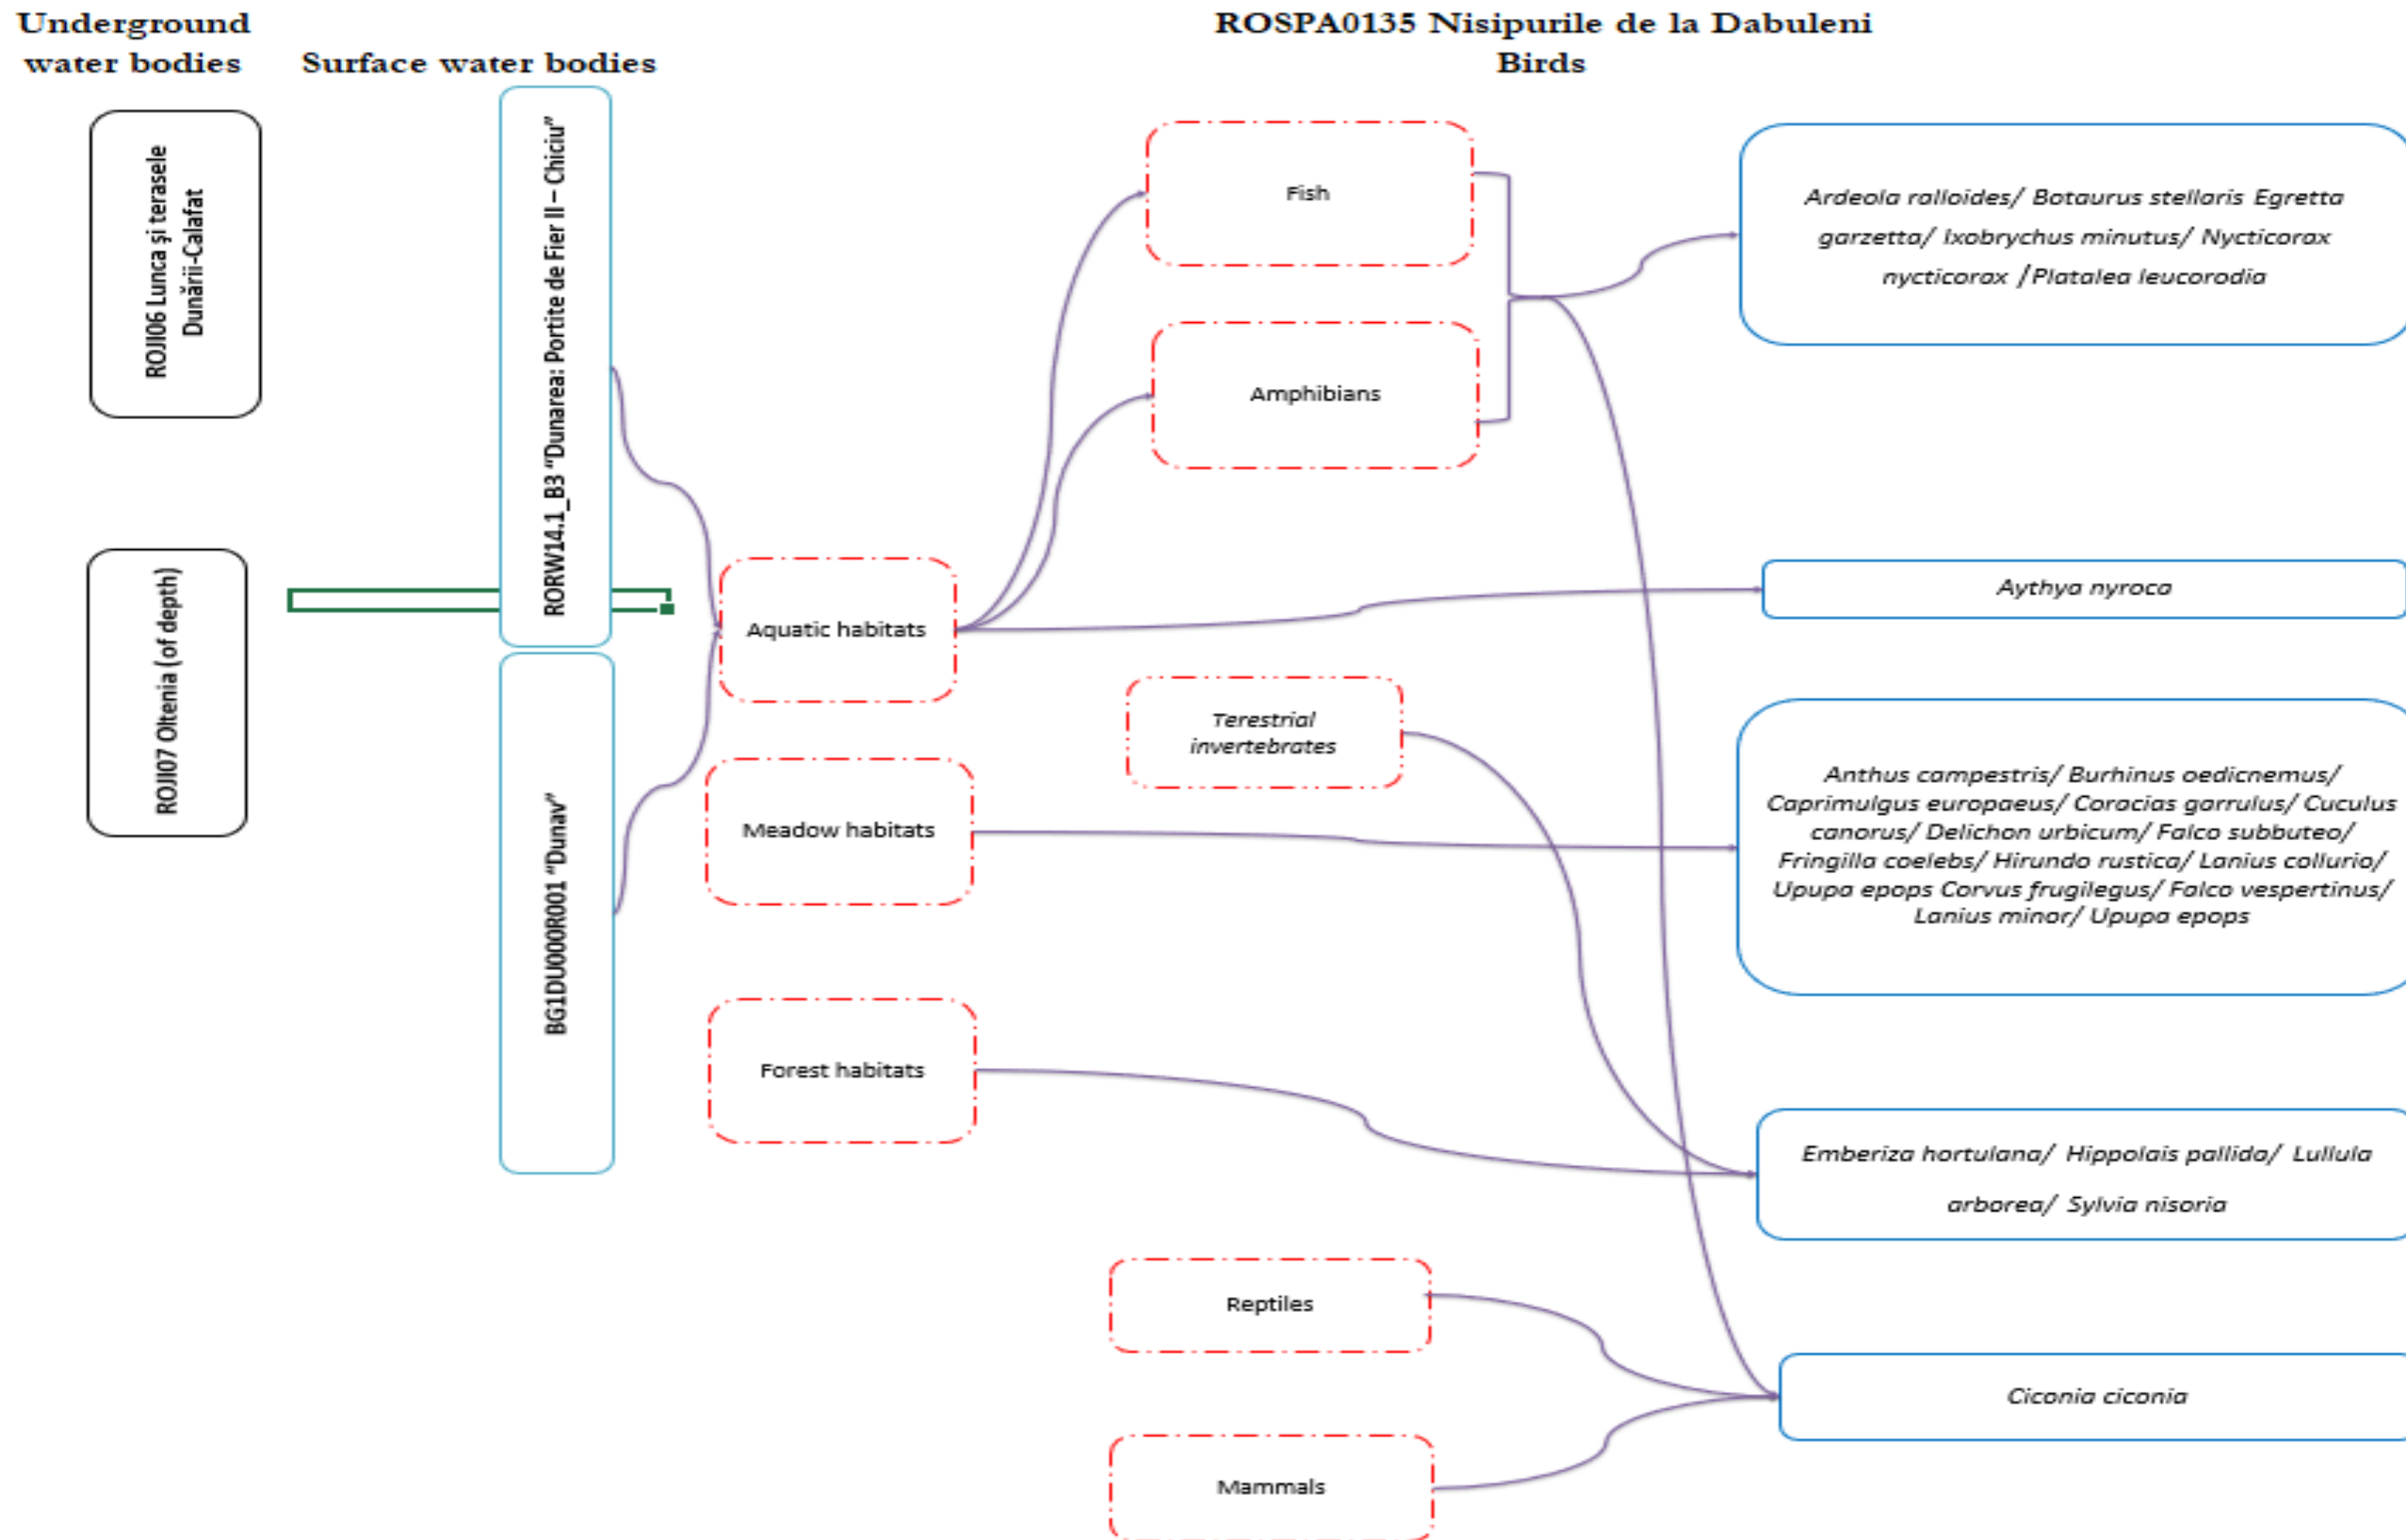 Underground
water bodies
Surface water bodies
ROSPA0135 Nisipurile de la Dabuleni
Birds
ROJI06 Lunca și terasele
Dunării-Calafat
ROJI07 Oltenia (of depth)
RORW14.1_B3 “Dunarea: Portite de Fier II – Chiciu”
BG1DU000R001 “Dunav”
Aquatic habitats
Meadow habitats
Forest habitats
Fish
Amphibians
Terestrial
invertebrates
Reptiles
Mammals
Ardeola ralloides/ Botaurus stellaris Egretta
garzetta/ Ixobrychus minutus/ Nycticorax
nycticorax /Platalea leucorodia
Aythya nyroca
Anthus campestris/ Burhinus oedicnemus/
Caprimulgus europaeus/ Coracias garrulus/ Cuculus
canorus/ Delichon urbicum/ Falco subbuteo/
Fringilla coelebs/ Hirundo rustica/ Lanius collurio/
Upupa epops Corvus frugilegus/ Falco vespertinus/
Lanius minor/ Upupa epops
Emberiza hortulana/ Hippolais pallida/ Lullula
arborea/ Sylvia nisoria
Ciconia ciconia